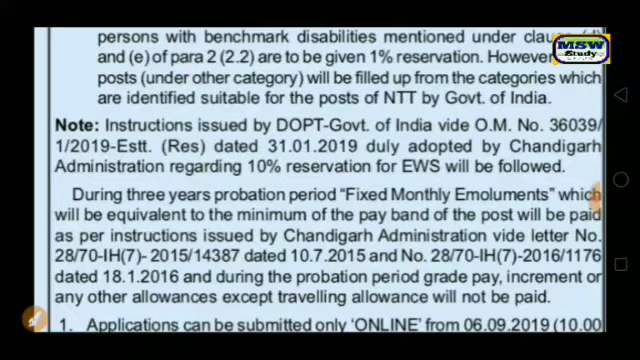 persons with benchmark disabilities mentioned under clause (d)
MSW
Study
and (e) of para 2 (2.2) are to be given 1% reservation. However
posts (under other category) will be filled up from the categories which
are identified suitable for the posts of NTT by Govt. of India.
Note: Instructions issued by DOPT-Govt. of India vide O.M. No. 36039/
1/2019-Estt. (Res) dated 31.01.2019 duly adopted by Chandigarh
Administration regarding 10% reservation for EWS will be followed.
During three years probation period "Fixed Monthly Emoluments" which
will be equivalent to the minimum of the pay band of the post will be paid
as per instructions issued by Chandigarh Administration vide letter No.
28/70-IH(7)- 2015/14387 dated 10.7.2015 and No. 28/70-IH(7)-2016/1176
dated 18.1.2016 and during the probation period grade pay, increment or
any other allowances except travelling allowance will not be paid.
1. Applications can be submitted only 'ONLINE' from 06.09.2019 (10.00